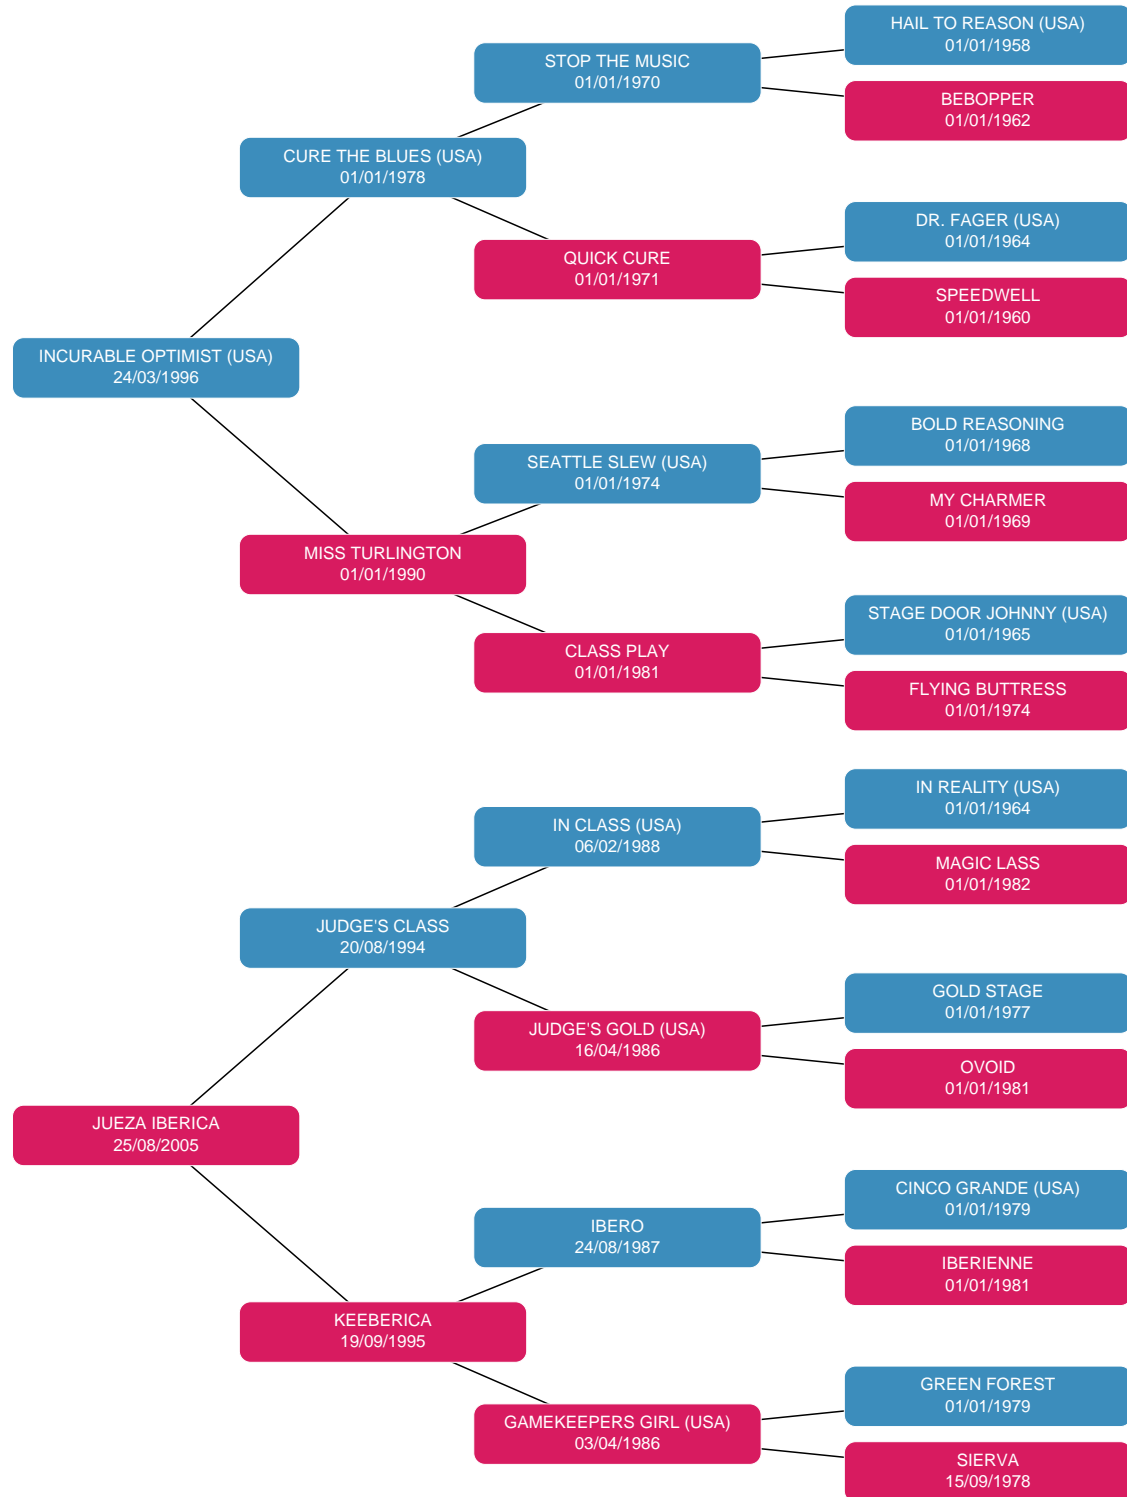 HAIL TO REASON (USA)
01/01/1958
STOP THE MUSIC
01/01/1970
BEBOPPER
01/01/1962
CURE THE BLUES (USA)
01/01/1978
DR. FAGER (USA)
01/01/1964
QUICK CURE
01/01/1971
SPEEDWELL
01/01/1960
INCURABLE OPTIMIST (USA)
24/03/1996
BOLD REASONING
01/01/1968
SEATTLE SLEW (USA)
01/01/1974
MY CHARMER
01/01/1969
MISS TURLINGTON
01/01/1990
STAGE DOOR JOHNNY (USA)
01/01/1965
CLASS PLAY
01/01/1981
FLYING BUTTRESS
01/01/1974
IN REALITY (USA)
01/01/1964
IN CLASS (USA)
06/02/1988
MAGIC LASS
01/01/1982
JUDGE'S CLASS
20/08/1994
GOLD STAGE
01/01/1977
JUDGE'S GOLD (USA)
16/04/1986
OVOID
01/01/1981
JUEZA IBERICA
25/08/2005
CINCO GRANDE (USA)
01/01/1979
IBERO
24/08/1987
IBERIENNE
01/01/1981
KEEBERICA
19/09/1995
GREEN FOREST
01/01/1979
GAMEKEEPERS GIRL (USA)
03/04/1986
SIERVA
15/09/1978